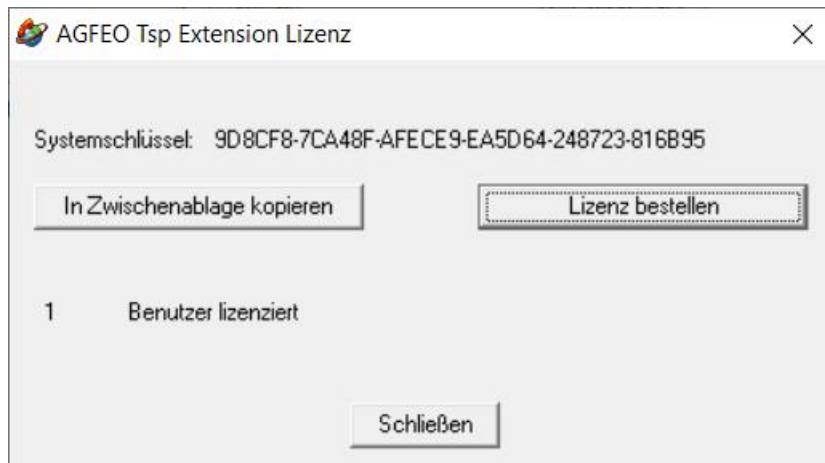 AGFEO Tsp Extension Lizenz
Systemschlüssel: 9D8CF8-7CA48F-AFECE9-EA5D64-248723-816B95
In Zwischenablage kopieren Lizenz bestellen
1 Benutzer lizenziert
Schließen